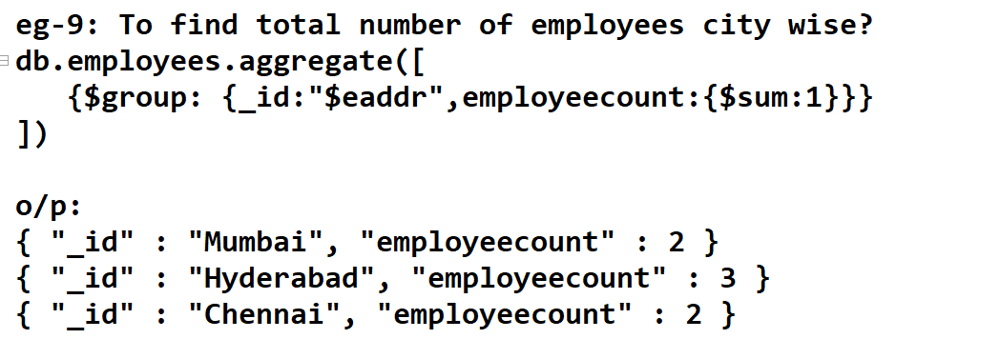 eg-9: To find total number of employees city wise?
db.employees.aggregate([
   {$group: {_id:"$eaddr",employeecount:{$sum:1}}}
])

o/p:
{ "_id" : "Mumbai", "employeecount" : 2 }
{ "_id" : "Hyderabad", "employeecount" : 3 }
{ "_id" : "Chennai", "employeecount" : 2 }